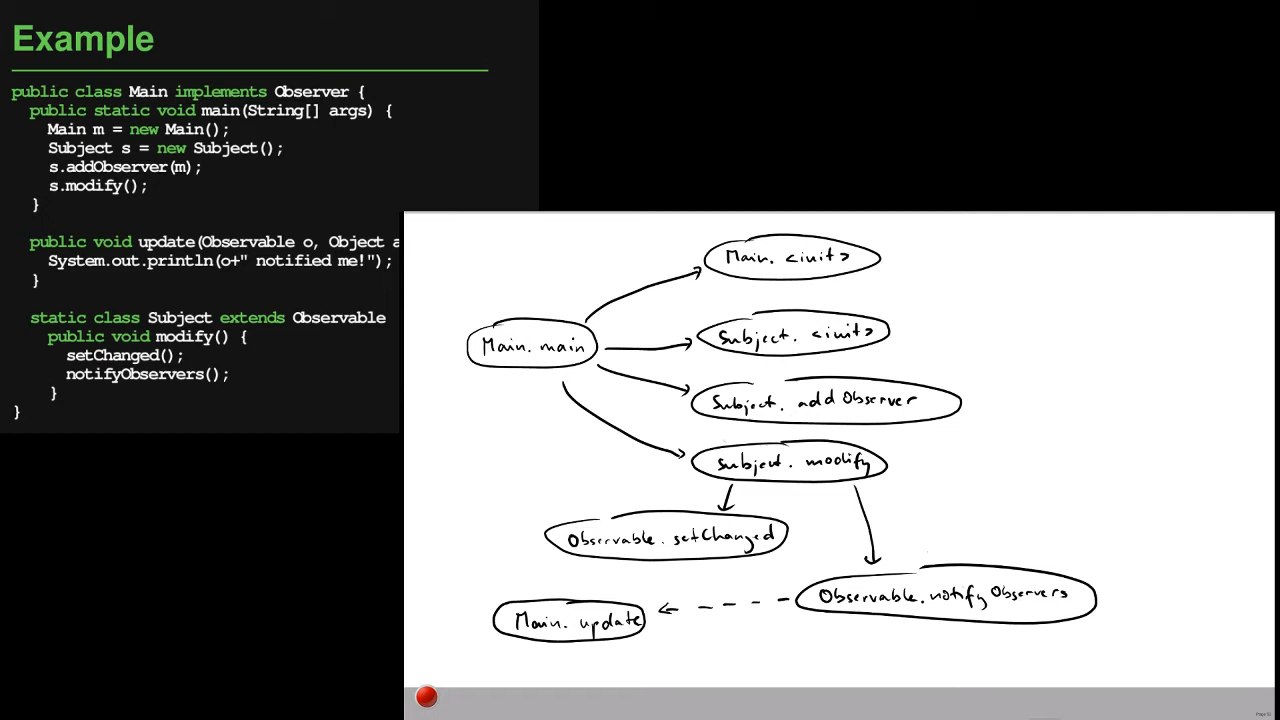 Example
public class Main implements Observer {
public static void main(String[] args) {
Main m = new Main();
Subject s = new Subject();
s.addObserver(m);
s.modify();
}
public void update(Observable o, Object a
System.out.println(o+" notified me!");
}
static class Subject extends Observable
public void modify() {
setChanged();
notifyObservers();
}
}
Main. <init>
Main. main
Subject. <init>
Subject. addObserver
Subject. modify
Observable. setChanged
Observable. notifyObservers
Main. update